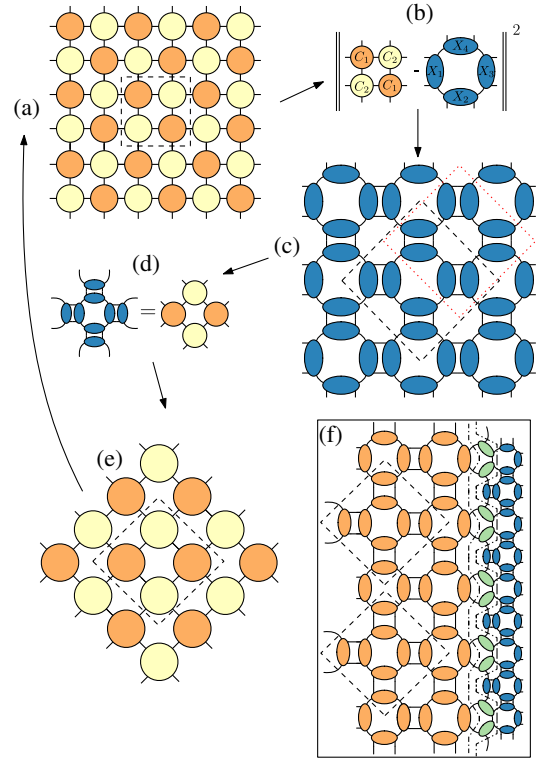 (a)
(b)
C1 C2
C2 C1
-
X1 X4 X3 X2
2
(c)
(d)
=
(e)
(f)